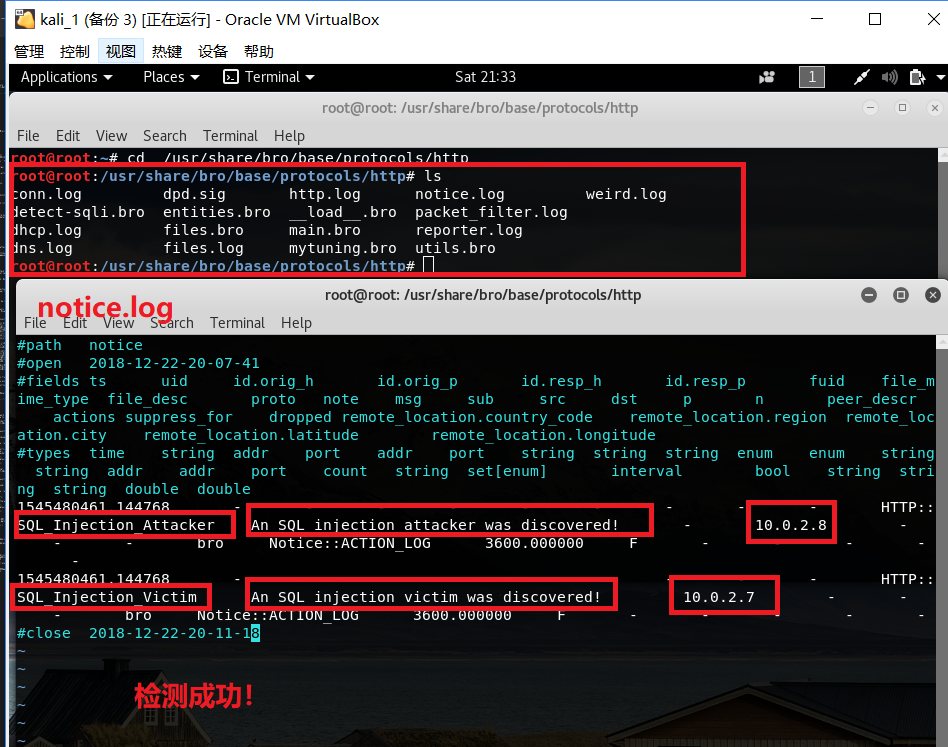 kali_1 (备份 3) [正在运行] - Oracle VM VirtualBox
管理 控制 视图 热键 设备 帮助
Applications Places Terminal Sat 21:33 1
root@root: /usr/share/bro/base/protocols/http
File Edit View Search Terminal Help
root@root:~# cd /usr/share/bro/base/protocols/http
root@root:/usr/share/bro/base/protocols/http# ls
conn.log dpd.sig http.log notice.log weird.log
detect-sqli.bro entities.bro __load__.bro packet_filter.log
dhcp.log files.bro main.bro reporter.log
dns.log files.log mytuning.bro utils.bro
root@root:/usr/share/bro/base/protocols/http#
root@root: /usr/share/bro/base/protocols/http
notice.log
File Edit View Search Terminal Help
#path notice
#open 2018-12-22-20-07-41
#fields ts uid id.orig_h id.orig_p id.resp_h id.resp_p fuid file_m
ime_type file_desc proto note msg sub src dst p n peer_descr
actions suppress_for dropped remote_location.country_code remote_location.region remote_loc
ation.city remote_location.latitude remote_location.longitude
#types time string addr port addr port string string string enum enum string
string addr addr port count string set[enum] interval bool string stri
ng string double double
1545480461.144768 - - - - HTTP::
SQL_Injection_Attacker An SQL injection attacker was discovered! - 10.0.2.8 -
- - bro Notice::ACTION_LOG 3600.000000 F - - - -
-
1545480461.144768 - - - HTTP::
SQL_Injection_Victim An SQL injection victim was discovered! 10.0.2.7 - -
- bro Notice::ACTION_LOG 3600.000000 F - - - - -
#close 2018-12-22-20-11-18
~
~
~
检测成功!
~
~
~